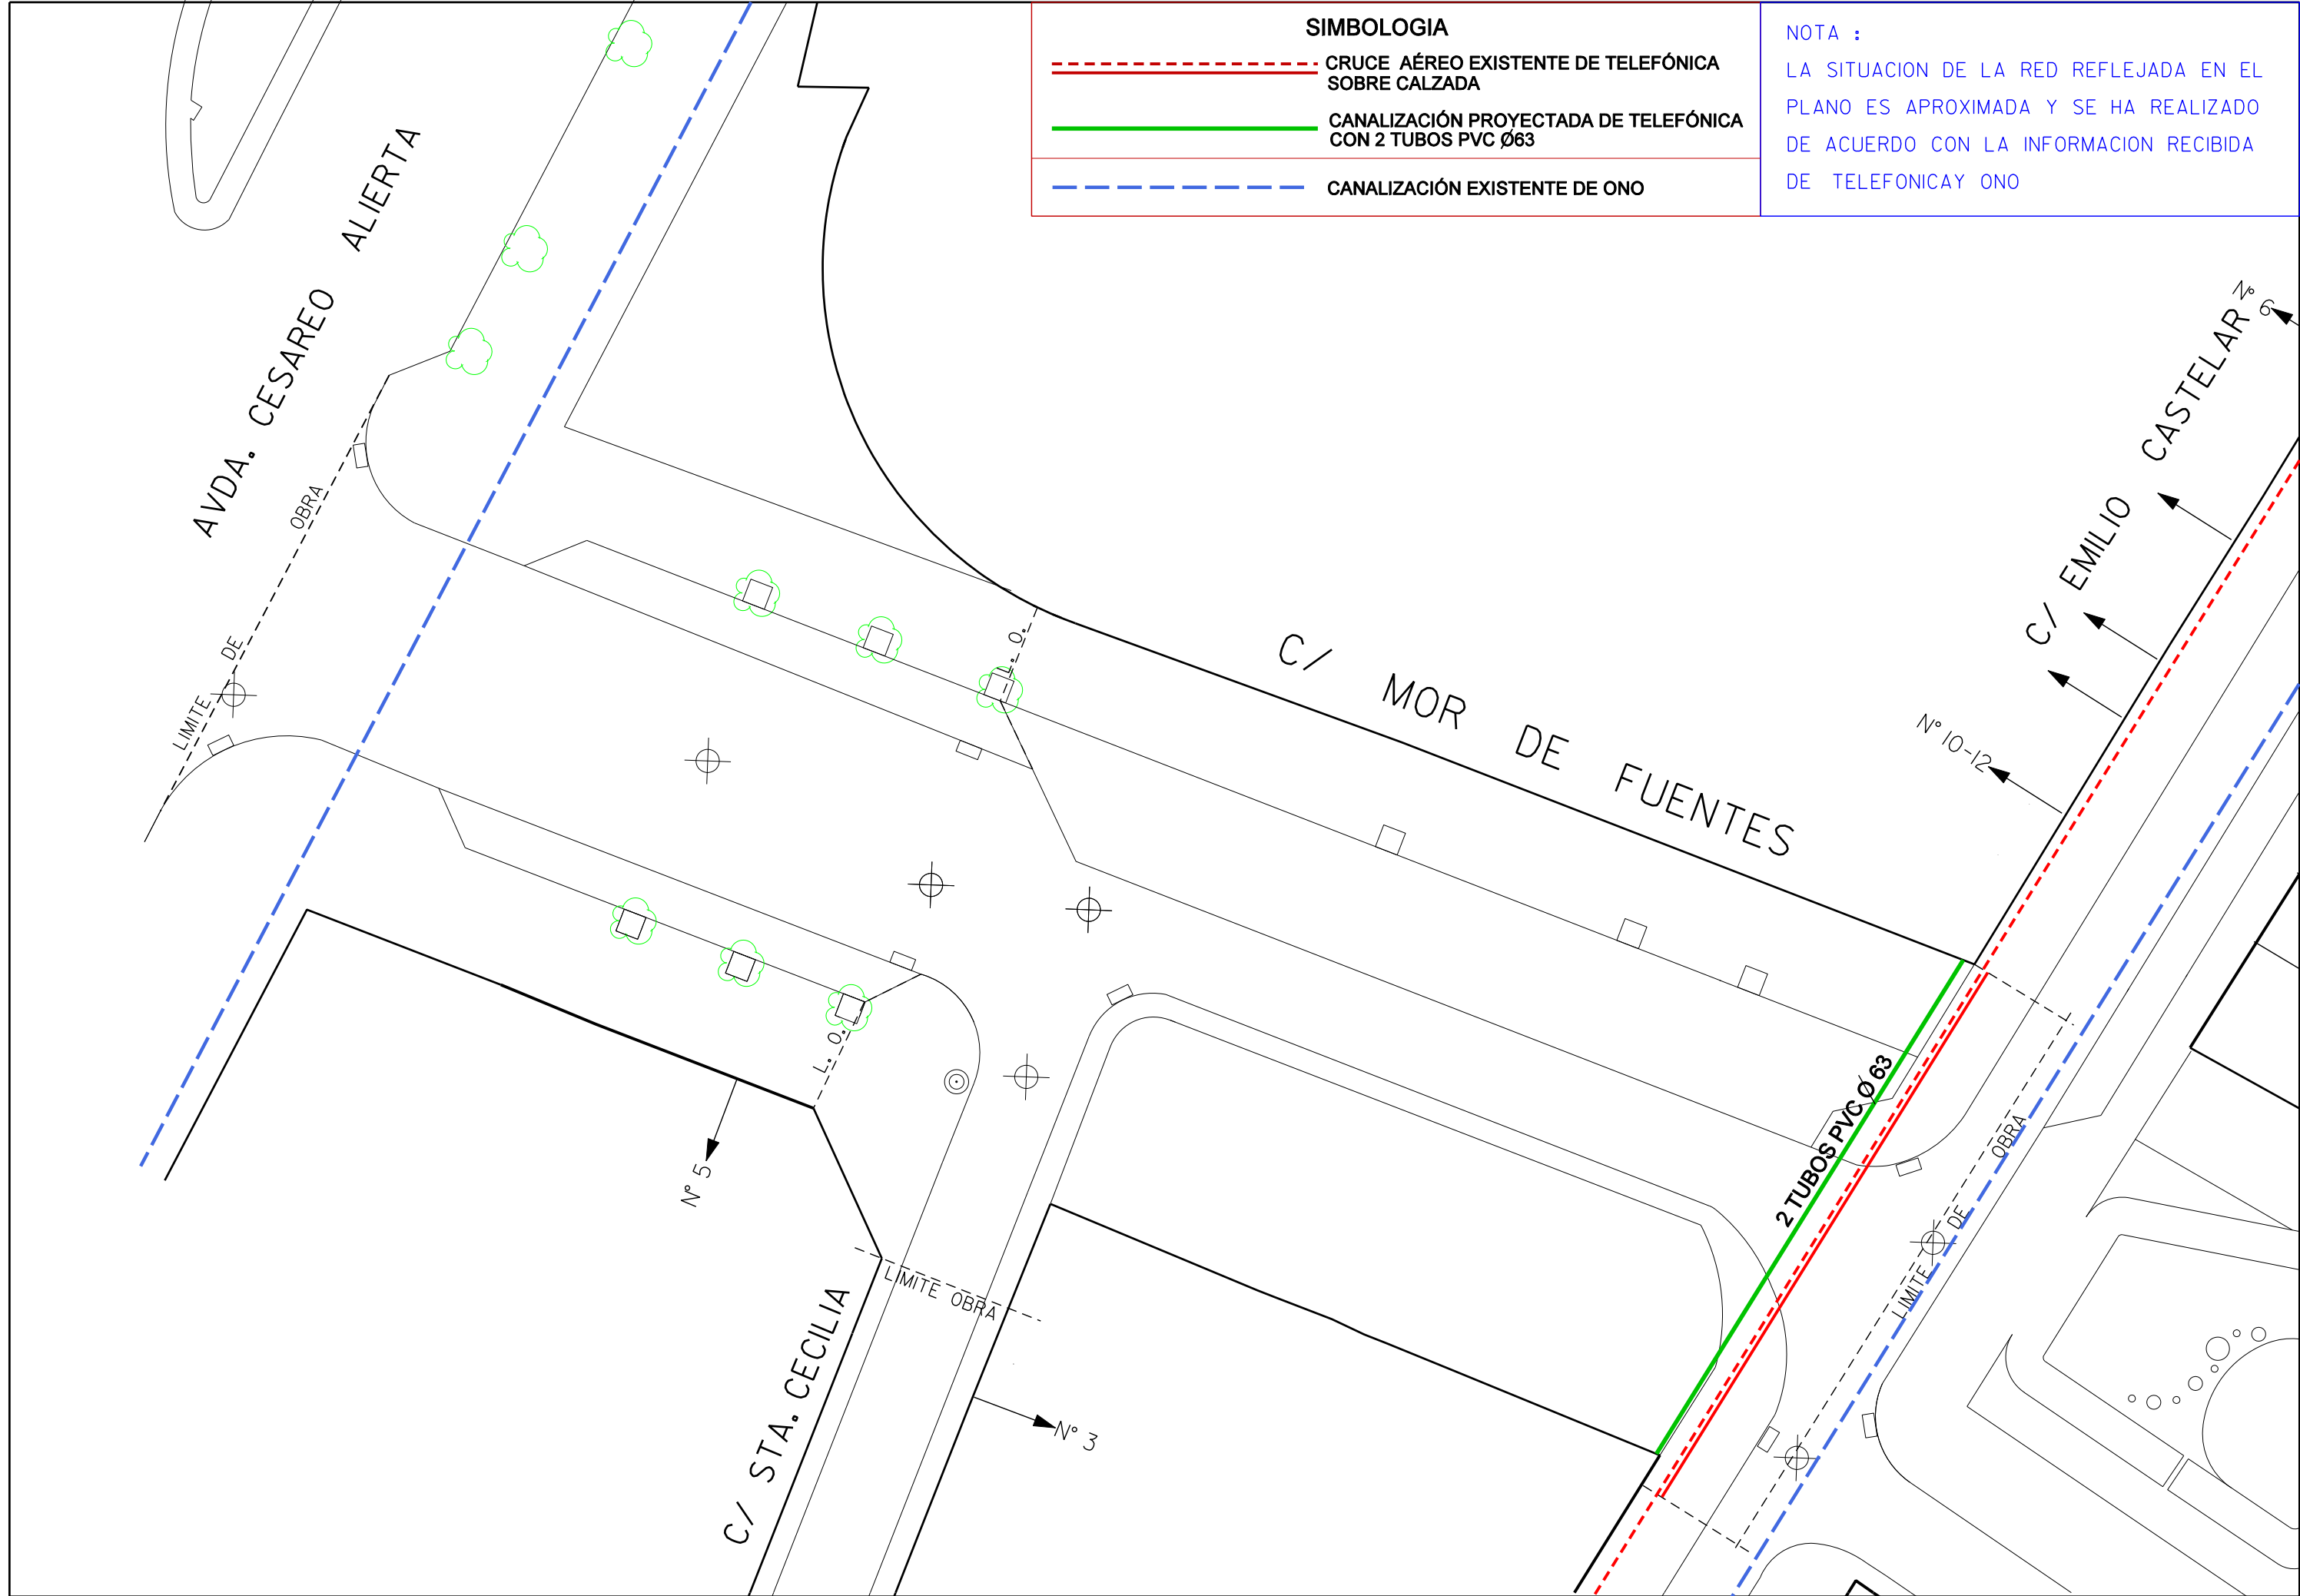 SIMBOLOGIA
CRUCE AÉREO EXISTENTE DE TELEFÓNICA
SOBRE CALZADA
CANALIZACIÓN PROYECTADA DE TELEFÓNICA
CON 2 TUBOS PVC Ø63
CANALIZACIÓN EXISTENTE DE ONO
NOTA :
LA SITUACION DE LA RED REFLEJADA EN EL
PLANO ES APROXIMADA Y SE HA REALIZADO
DE ACUERDO CON LA INFORMACION RECIBIDA
DE TELEFONICAY ONO
AVDA. CESAREO ALIERTA
LIMITE DE OBRA
L. O.
C/ MOR DE FUENTES
C/ EMILIO CASTELAR
Nº 6
Nº 10-12
L. O.
Nº 5
2 TUBOS PVC Ø 63
LIMITE DE OBRA
LIMITE OBRA
C/ STA. CECILIA
Nº 3